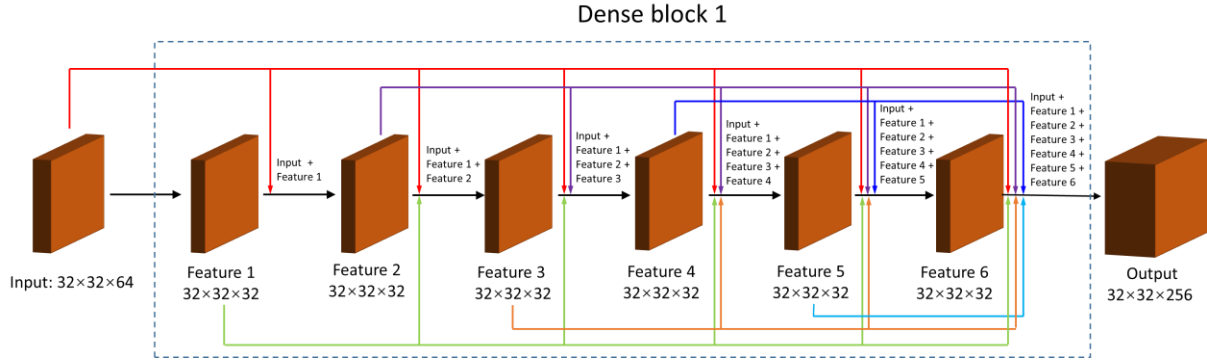 Dense block 1
Input +
Feature 1
Input +
Feature 1 +
Feature 2
Input +
Feature 1 +
Feature 2 +
Feature 3
Input +
Feature 1 +
Feature 2 +
Feature 3 +
Feature 4
Input +
Feature 1 +
Feature 2 +
Feature 3 +
Feature 4 +
Feature 5
Input +
Feature 1 +
Feature 2 +
Feature 3 +
Feature 4 +
Feature 5 +
Feature 6
Input: 32×32×64
Feature 1
32×32×32
Feature 2
32×32×32
Feature 3
32×32×32
Feature 4
32×32×32
Feature 5
32×32×32
Feature 6
32×32×32
Output
32×32×256